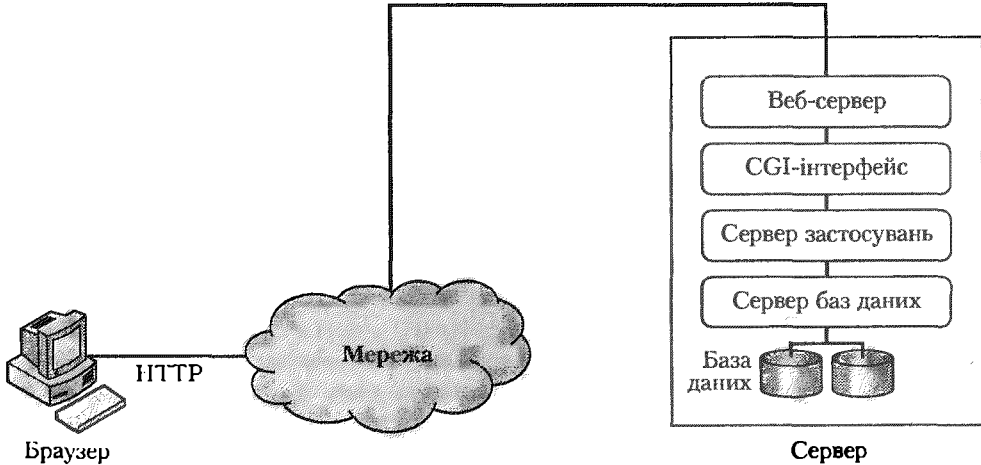 Веб-сервер
CGI-інтерфейс
Сервер застосувань
Сервер баз даних
База
даних
Мережа
HTTP
Браузер
Сервер